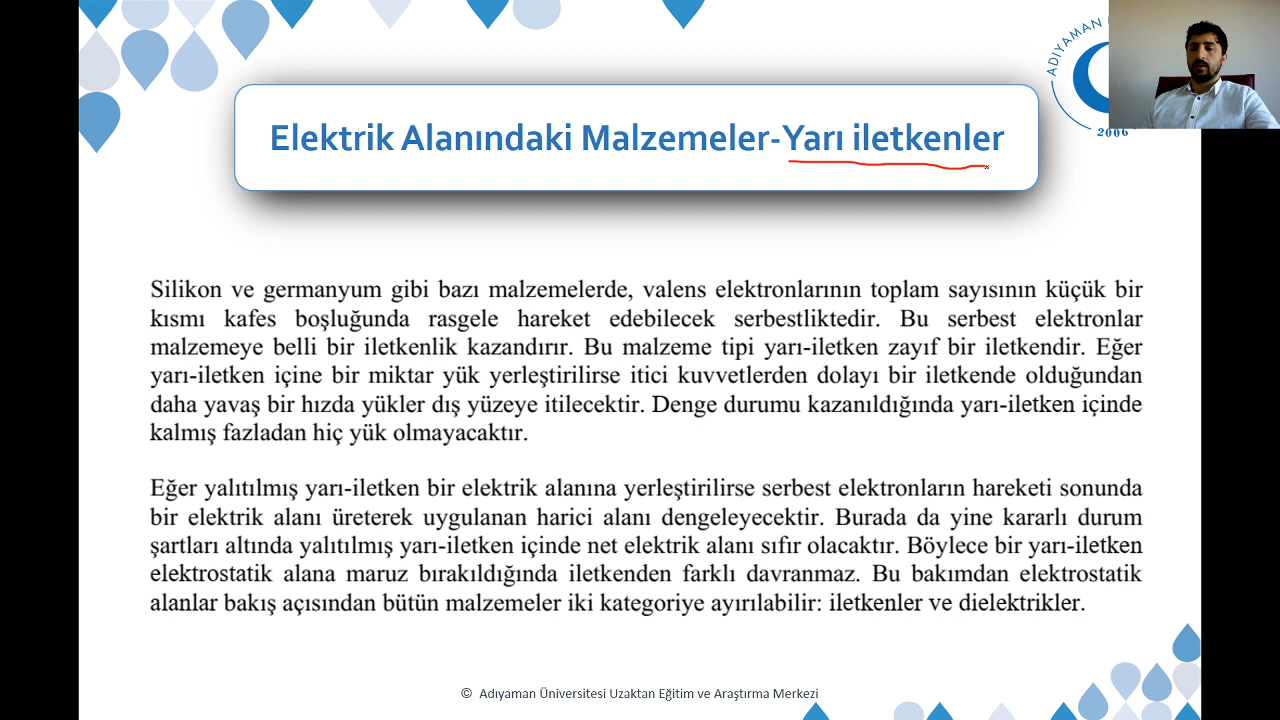 ADIYAMAN
2006
Elektrik Alanındaki Malzemeler-Yarı iletkenler
Silikon ve germanyum gibi bazı malzemelerde, valens elektronlarının toplam sayısının küçük bir
kısmı kafes boşluğunda rasgele hareket edebilecek serbestliktedir. Bu serbest elektronlar
malzemeye belli bir iletkenlik kazandırır. Bu malzeme tipi yarı-iletken zayıf bir iletkendir. Eğer
yarı-iletken içine bir miktar yük yerleştirilirse itici kuvvetlerden dolayı bir iletkende olduğundan
daha yavaş bir hızda yükler dış yüzeye itilecektir. Denge durumu kazanıldığında yarı-iletken içinde
kalmış fazladan hiç yük olmayacaktır.
Eğer yalıtılmış yarı-iletken bir elektrik alanına yerleştirilirse serbest elektronların hareketi sonunda
bir elektrik alanı üreterek uygulanan harici alanı dengeleyecektir. Burada da yine kararlı durum
şartları altında yalıtılmış yarı-iletken içinde net elektrik alanı sıfır olacaktır. Böylece bir yarı-iletken
elektrostatik alana maruz bırakıldığında iletkenden farklı davranmaz. Bu bakımdan elektrostatik
alanlar bakış açısından bütün malzemeler iki kategoriye ayırılabilir: iletkenler ve dielektrikler.
© Adıyaman Üniversitesi Uzaktan Eğitim ve Araştırma Merkezi